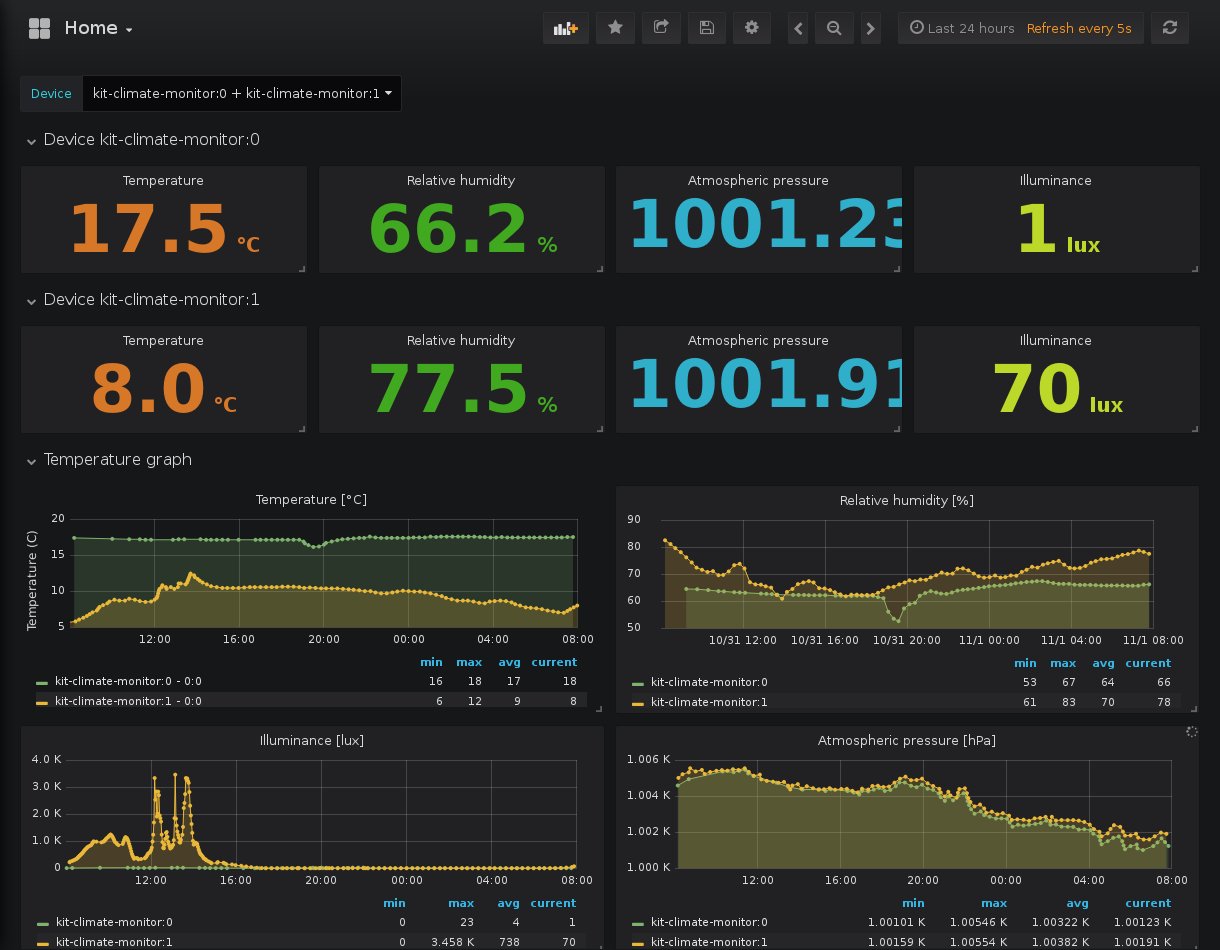 Home
Last 24 hours Refresh every 5s
Device kit-climate-monitor:0 + kit-climate-monitor:1
Device kit-climate-monitor:0
Temperature Relative humidity Atmospheric pressure Illuminance
17.5 °C 66.2 % 1001.23 1 lux
Device kit-climate-monitor:1
Temperature Relative humidity Atmospheric pressure Illuminance
8.0 °C 77.5 % 1001.91 70 lux
Temperature graph
Temperature [°C]
Temperature (C)
20
15
10
5
12:00 16:00 20:00 00:00 04:00 08:00
min max avg current
kit-climate-monitor:0 - 0:0 16 18 17 18
kit-climate-monitor:1 - 0:0 6 12 9 8
Relative humidity [%]
90
80
70
60
50
10/31 12:00 10/31 16:00 10/31 20:00 11/1 00:00 11/1 04:00 11/1 08:00
min max avg current
kit-climate-monitor:0 53 67 64 66
kit-climate-monitor:1 61 83 70 78
Illuminance [lux]
4.0 K
3.0 K
2.0 K
1.0 K
0
12:00 16:00 20:00 00:00 04:00 08:00
min max avg current
kit-climate-monitor:0 0 23 4 1
kit-climate-monitor:1 0 3.458 K 738 70
Atmospheric pressure [hPa]
1.006 K
1.004 K
1.002 K
1.000 K
12:00 16:00 20:00 00:00 04:00 08:00
min max avg current
kit-climate-monitor:0 1.00101 K 1.00546 K 1.00322 K 1.00123 K
kit-climate-monitor:1 1.00159 K 1.00554 K 1.00382 K 1.00191 K